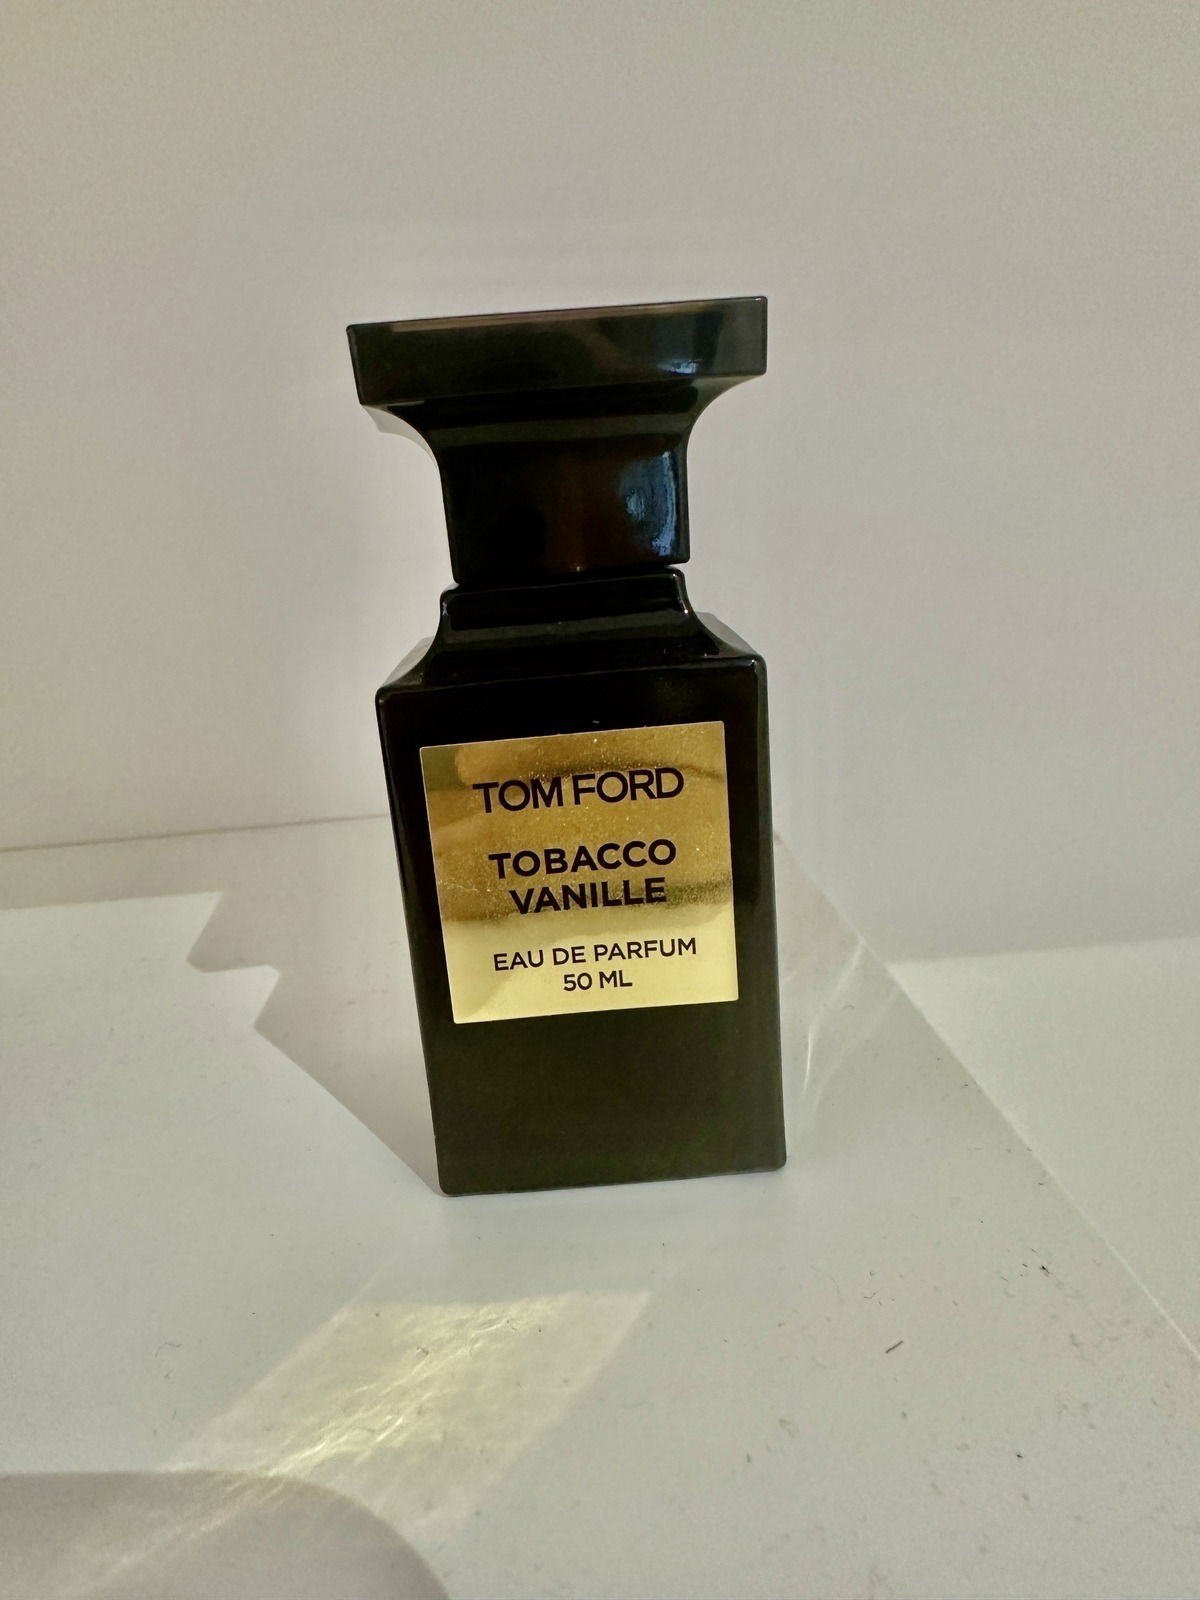 TOM FORD
TOBACCO
VANILLE
EAU DE PARFUM
50 ML